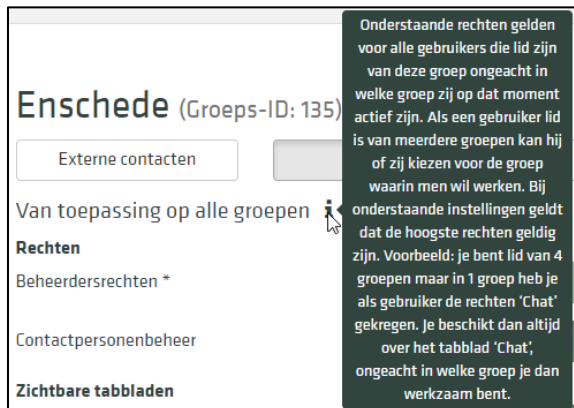 Onderstaande rechten gelden
voor alle gebruikers die lid zijn
van deze groep ongeacht in
welke groep zij op dat moment
actief zijn. Als een gebruiker lid
is van meerdere groepen kan hij
of zij kiezen voor de groep
waarin men wil werken. Bij
onderstaande instellingen geldt
dat de hoogste rechten geldig
zijn. Voorbeeld: je bent lid van 4
groepen maar in 1 groep heb je
als gebruiker de rechten ‘Chat’
gekregen. Je beschikt dan altijd
over het tabblad ‘Chat’,
ongeacht in welke groep je dan
werkzaam bent.
Enschede (Groeps-ID: 135)
Externe contacten
Van toepassing op alle groepen
Rechten
Beheerdersrechten *
Contactpersonenbeheer
Zichtbare tabbladen